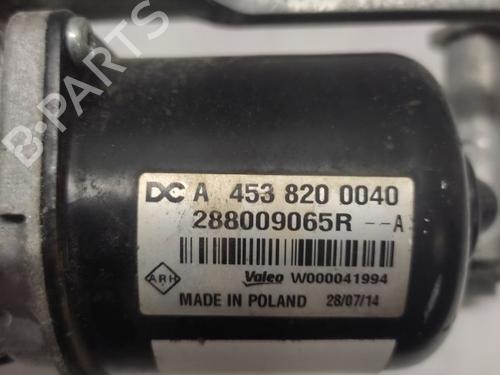 B-PARTS
DC A 453 820 0040
288009065R --A
ARH Valeo W000041994
MADE IN POLAND 28/07/14